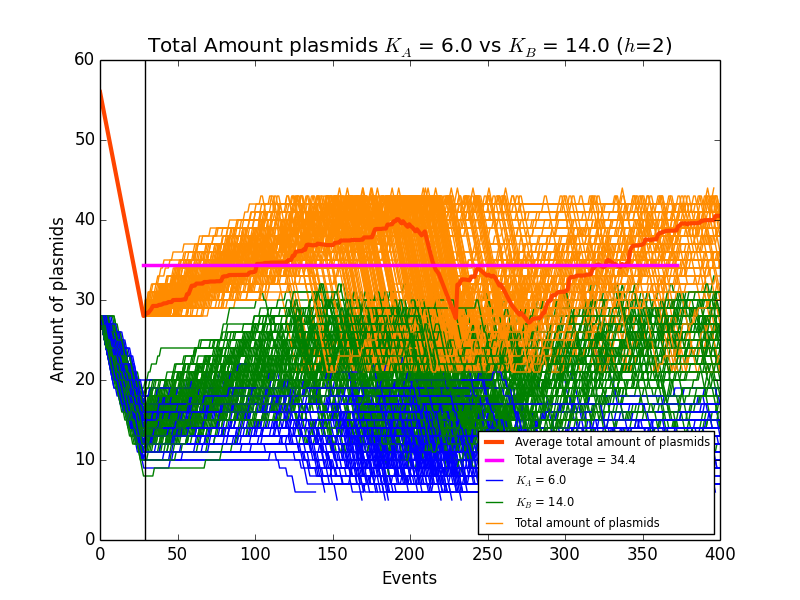 Total Amount plasmids K_A = 6.0 vs K_B = 14.0 (h=2)
60
50
40
30
20
10
0
Amount of plasmids
Average total amount of plasmids
Total average = 34.4
K_A = 6.0
K_B = 14.0
Total amount of plasmids
0 50 100 150 200 250 300 350 400
Events